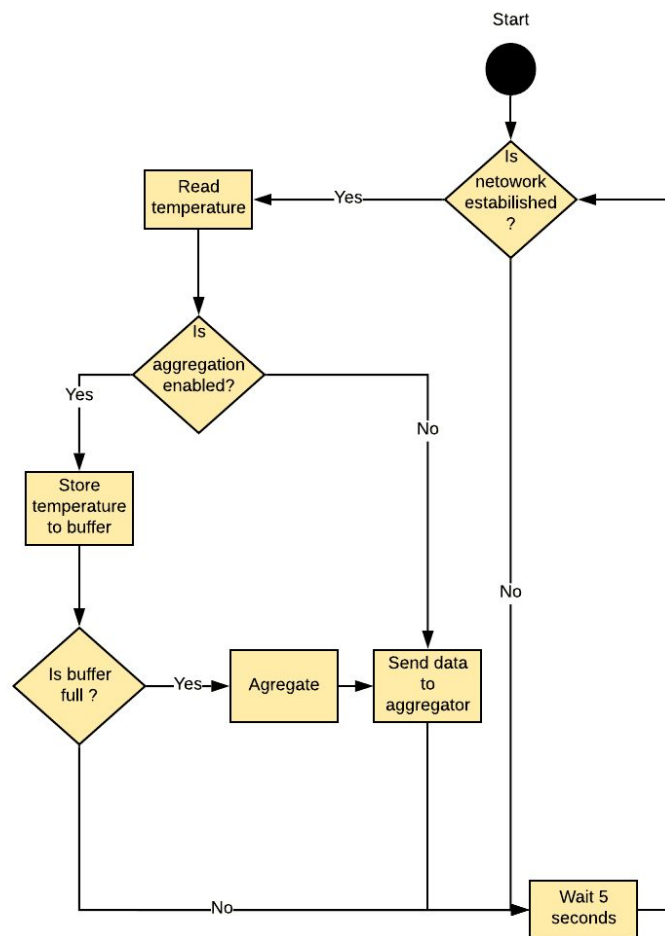 Start
Is
netowork
estabilished
?
Yes
Read
temperature
Is
aggregation
enabled?
Yes
No
Store
temperature
to buffer
No
Is buffer
full ?
Yes
Agregate
Send data
to
aggregator
No
Wait 5
seconds